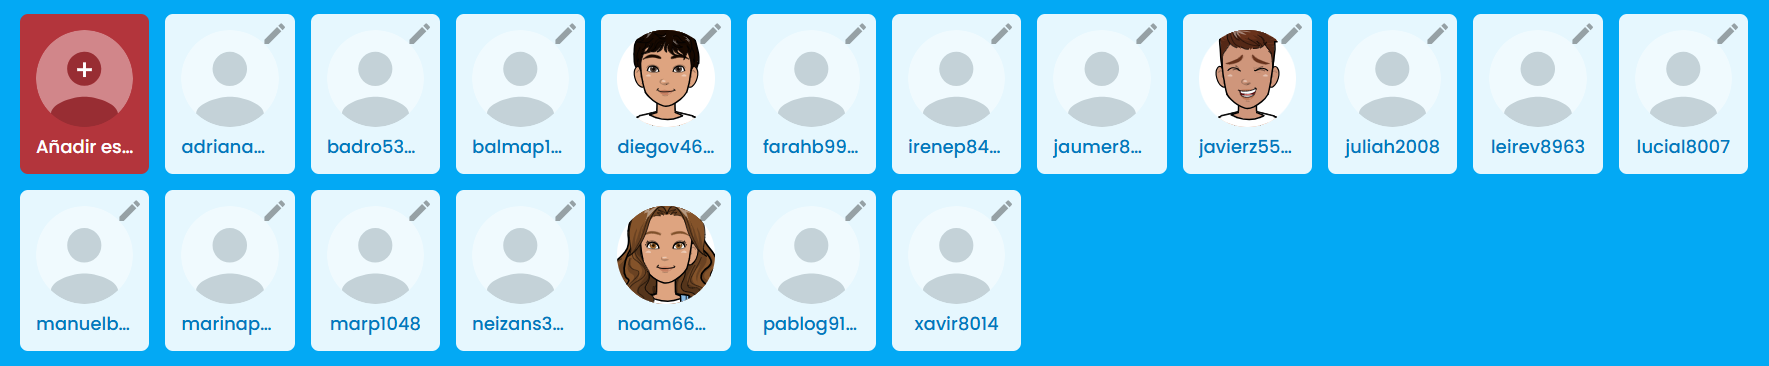 Añadir es...
adriana...
badro53...
balmap1...
diegov46...
farahb99...
irenep84...
jaumer8...
javierz55...
juliah2008
leirev8963
lucial8007
manuelb...
marinap...
marp1048
neizans3...
noam66...
pablog91...
xavir8014